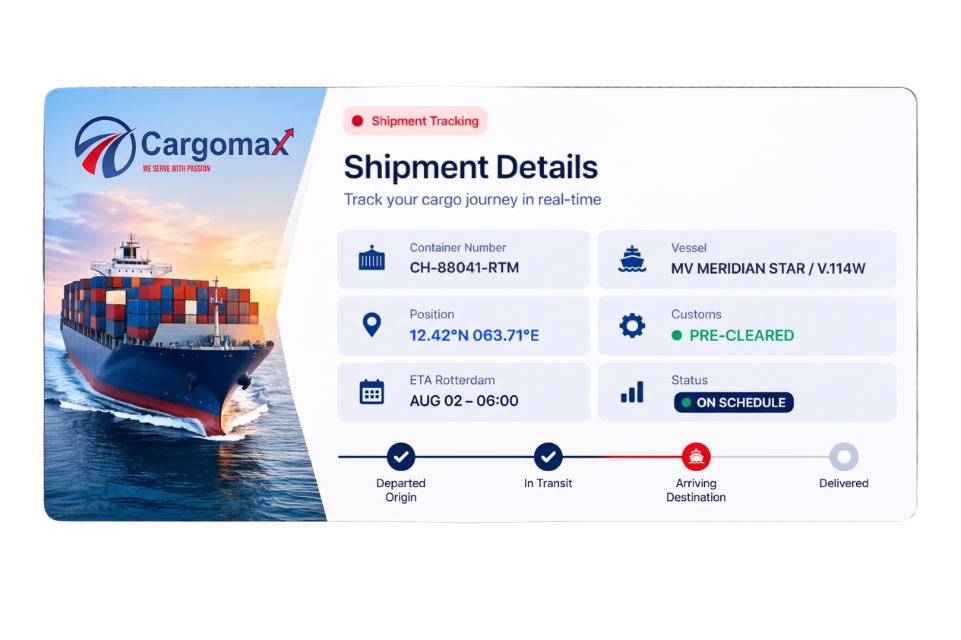 Cargomax
WE SERVE WITH PASSION
Shipment Tracking
Shipment Details
Track your cargo journey in real-time
Container Number
CH-88041-RTM
Vessel
MV MERIDIAN STAR / V.114W
Position
12.42°N 063.71°E
Customs
PRE-CLEARED
ETA Rotterdam
AUG 02 – 06:00
Status
ON SCHEDULE
Departed
Origin
In Transit
Arriving
Destination
Delivered